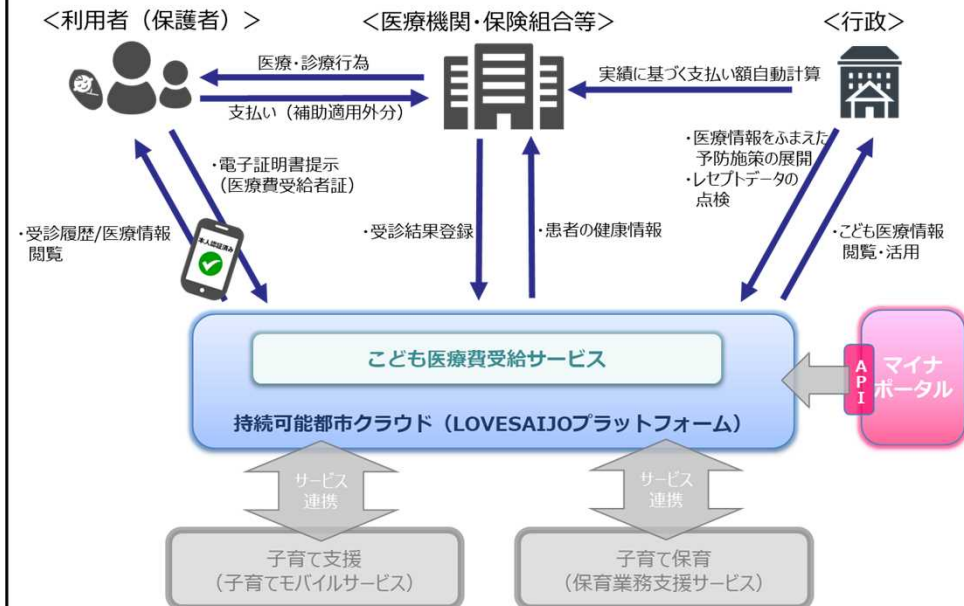 ＜利用者（保護者）＞
＜医療機関・保険組合等＞
＜行政＞
医療・診療行為
支払い（補助適用外分）
実績に基づく支払い額自動計算
・電子証明書提示
（医療費受給者証）
・受診履歴/医療情報
閲覧
本人認証済み
・受診結果登録
・患者の健康情報
・医療情報をふまえた
予防施策の展開
・レセプトデータの
点検
・こども医療情報
閲覧・活用
こども医療費受給サービス
持続可能都市クラウド（LOVESAIJOプラットフォーム）
API
マイナ
ポータル
サービス
連携
サービス
連携
子育て支援
（子育てモバイルサービス）
子育て保育
（保育業務支援サービス）